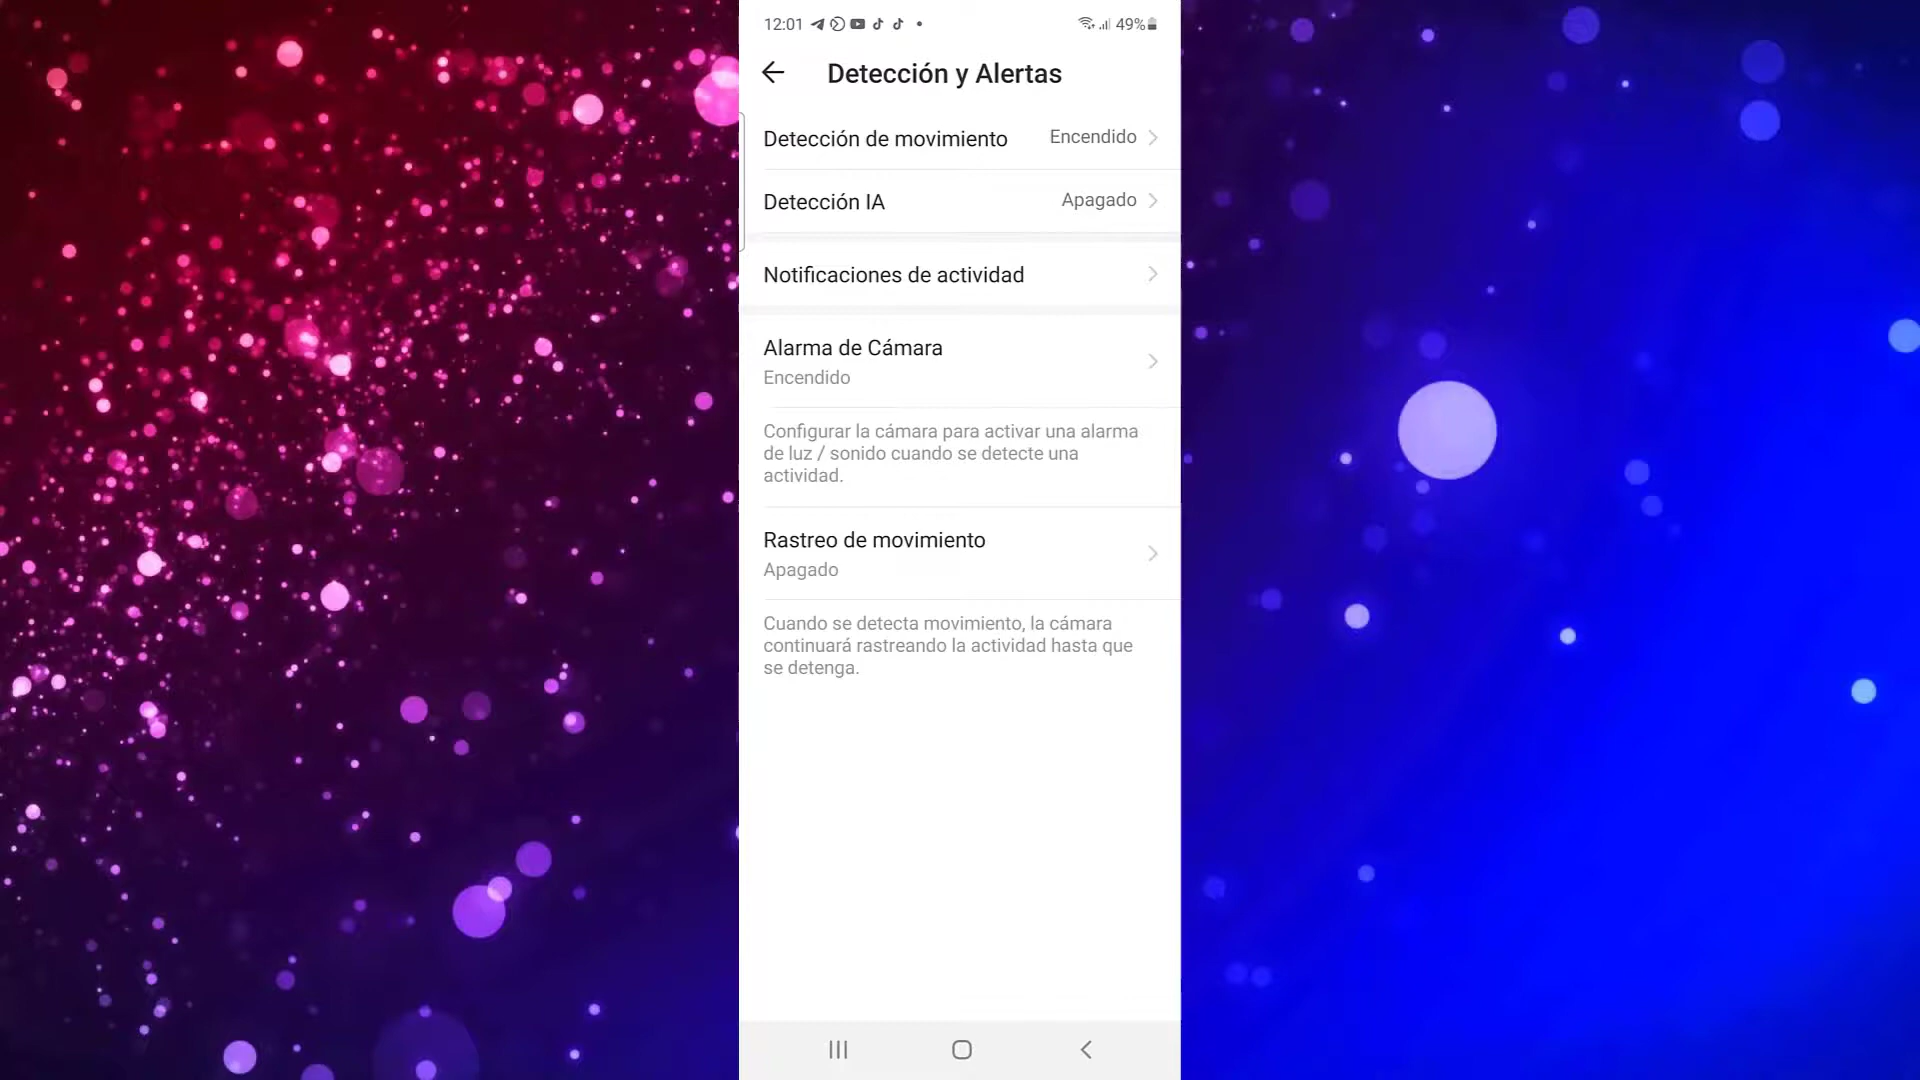 12:01
49%
Detección y Alertas
Detección de movimiento Encendido
Detección IA Apagado
Notificaciones de actividad
Alarma de Cámara
Encendido
Configurar la cámara para activar una alarma
de luz / sonido cuando se detecte una
actividad.
Rastreo de movimiento
Apagado
Cuando se detecta movimiento, la cámara
continuará rastreando la actividad hasta que
se detenga.